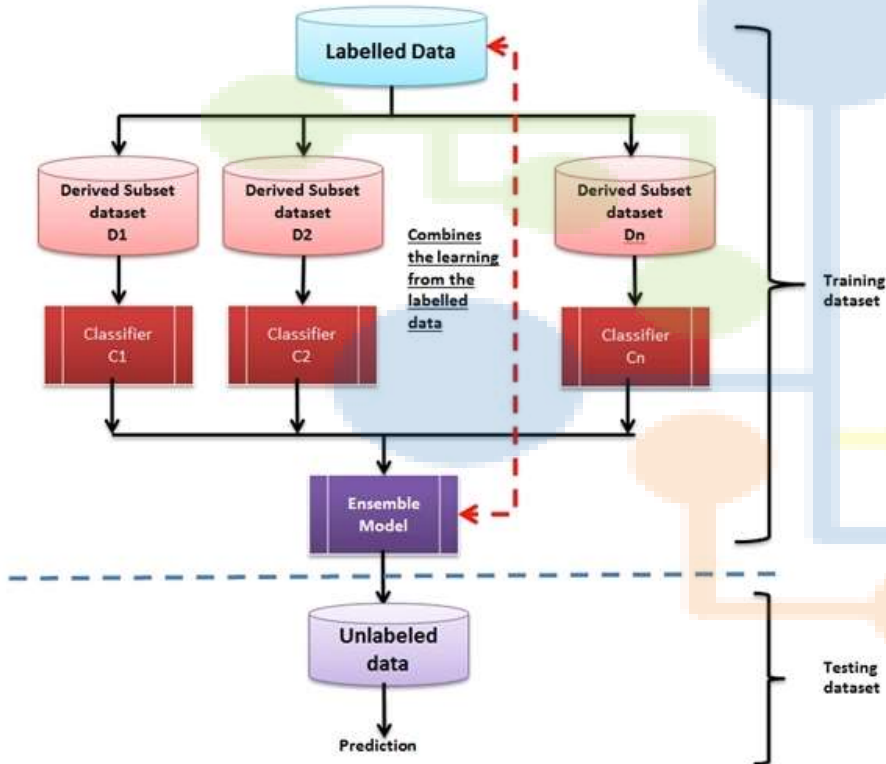 Labelled Data
Derived Subset
dataset
D1
Derived Subset
dataset
D2
Derived Subset
dataset
Dn
Combines
the learning
from the
labelled
data
Classifier
C1
Classifier
C2
Classifier
Cn
Training
dataset
Ensemble
Model
Unlabeled
data
Testing
dataset
Prediction